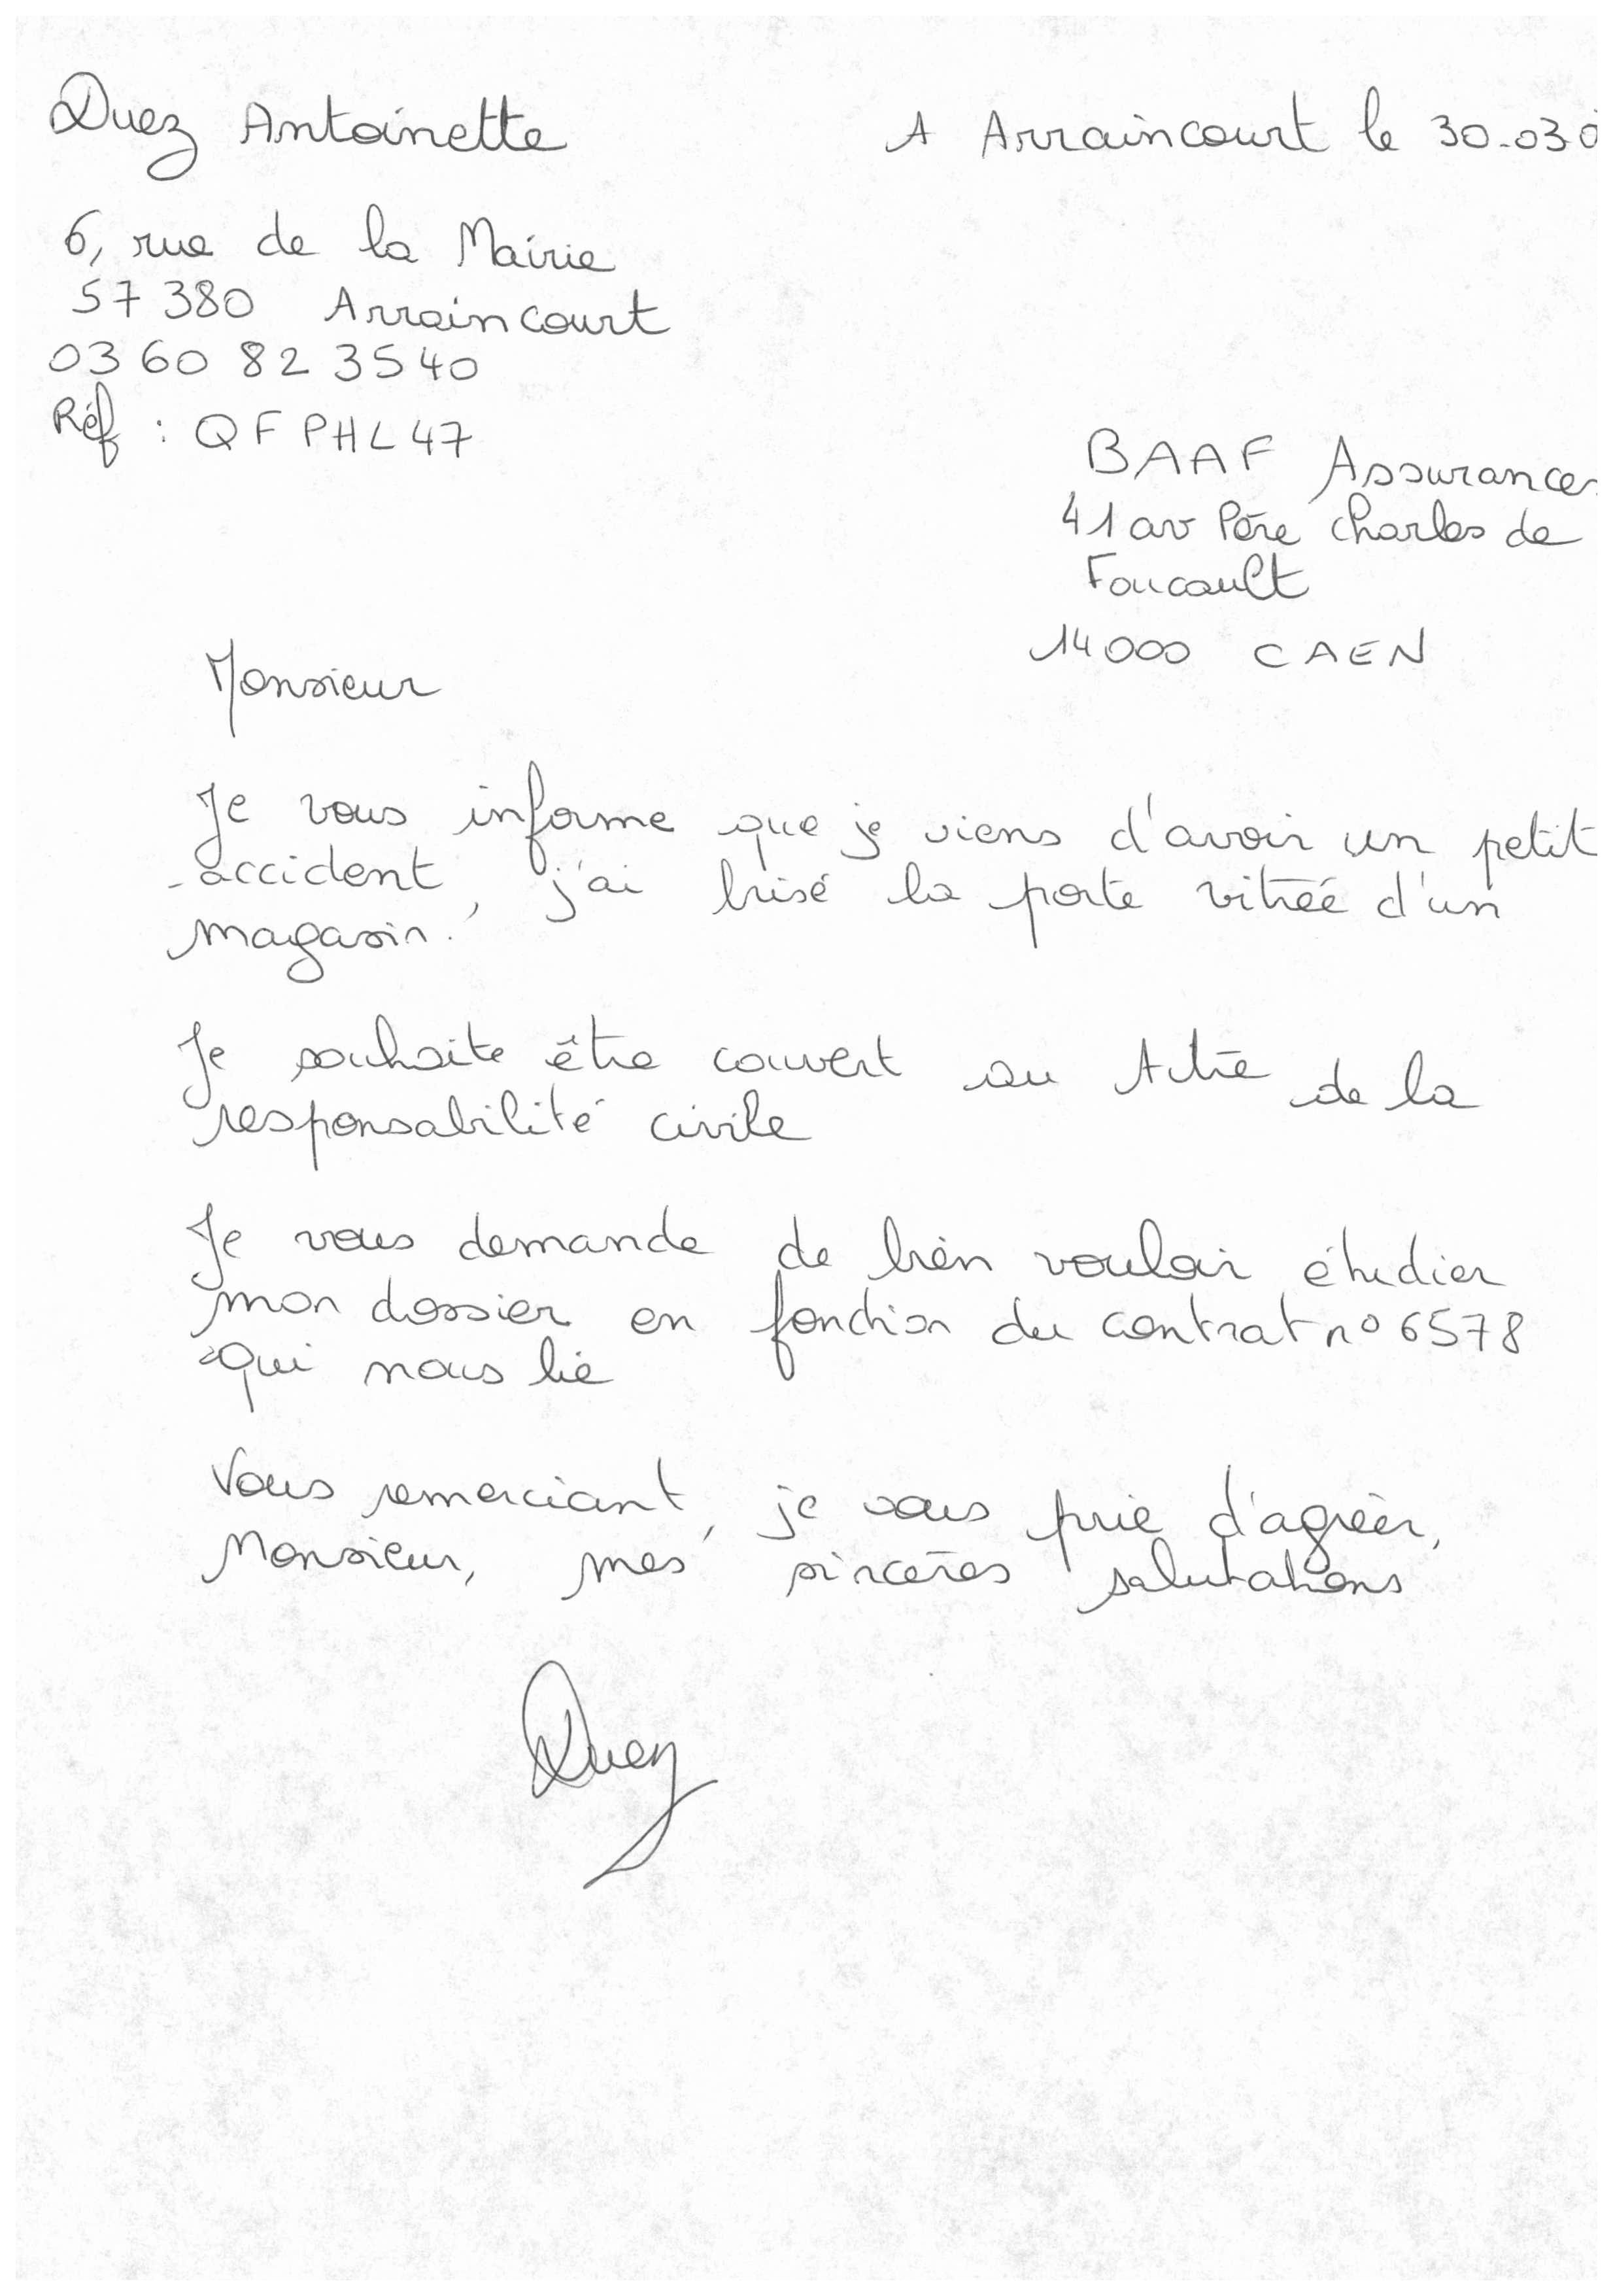 Duez Antoinette
A Arraincourt le 30.03.0
6, rue de la Mairie
57 380 Arraincourt
03 60 82 35 40
Réf : QFPHL47
BAAF Assurances
41 av Père Charles de
Foucault
14000 CAEN
Monsieur
Je vous informe que je viens d'avoir un petit
accident, j'ai brisé la porte vitrée d'un
magasin.
Je souhaite être couvert au titre de la
responsabilité civile
Je vous demande de bien vouloir étudier
mon dossier en fonction du contrat n° 6578
qui nous lie
Vous remerciant, je vous prie d'agréer,
Monsieur, mes sincères salutations
Duez